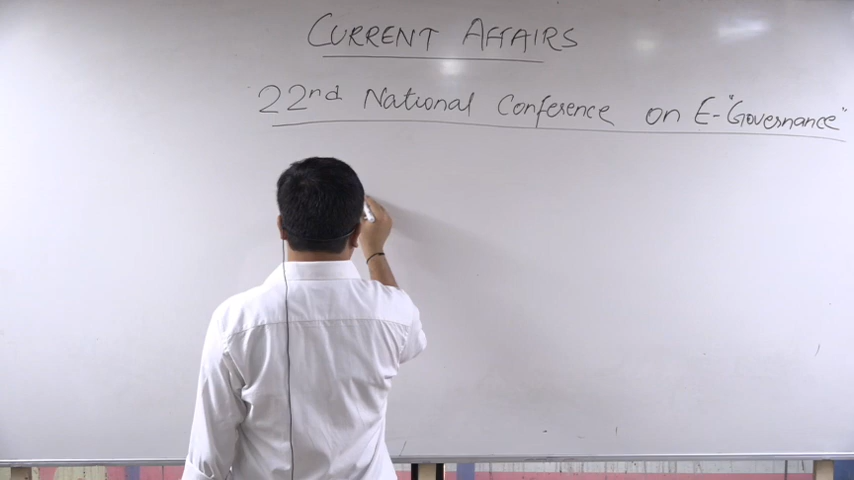 CURRENT AFFAIRS
22nd National Conference on E-"Governance"